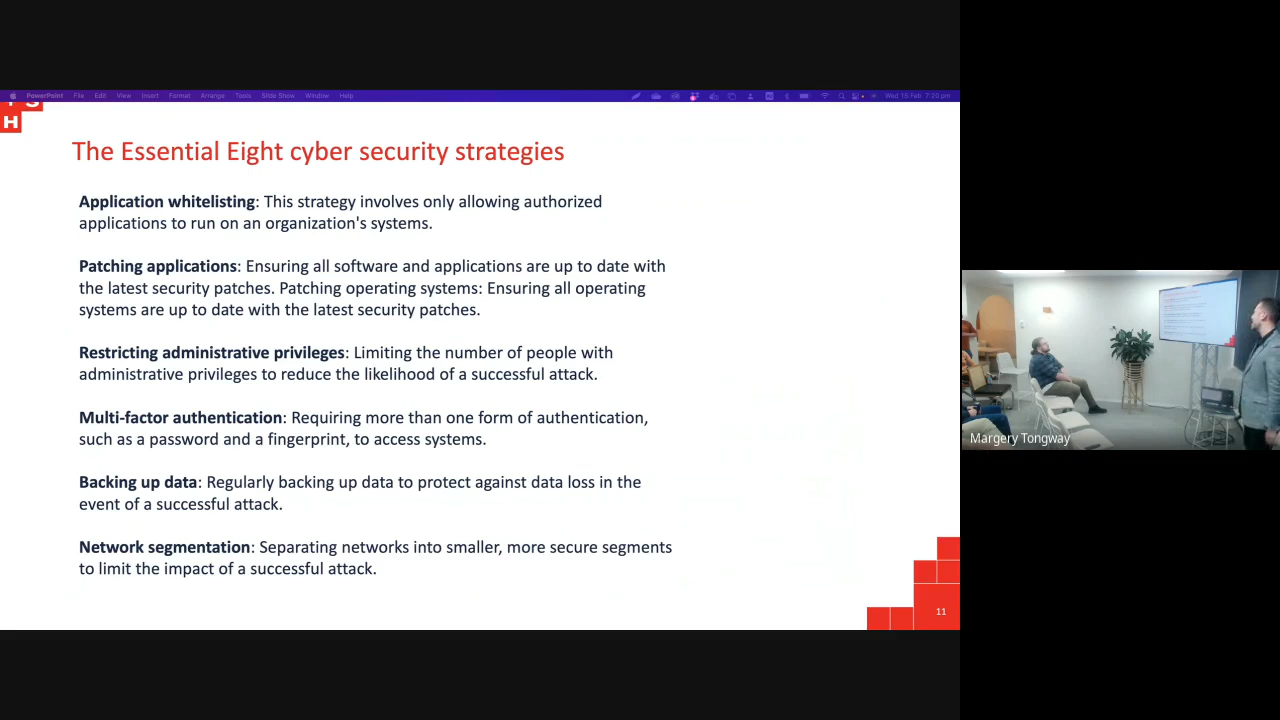 PowerPoint File Edit View Insert Format Arrange Tools Slide Show Window Help Wed 15 Feb 7:20 pm
H
The Essential Eight cyber security strategies
Application whitelisting: This strategy involves only allowing authorized
applications to run on an organization's systems.
Patching applications: Ensuring all software and applications are up to date with
the latest security patches. Patching operating systems: Ensuring all operating
systems are up to date with the latest security patches.
Restricting administrative privileges: Limiting the number of people with
administrative privileges to reduce the likelihood of a successful attack.
Multi-factor authentication: Requiring more than one form of authentication,
such as a password and a fingerprint, to access systems.
Backing up data: Regularly backing up data to protect against data loss in the
event of a successful attack.
Network segmentation: Separating networks into smaller, more secure segments
to limit the impact of a successful attack.
11
Margery Tongway